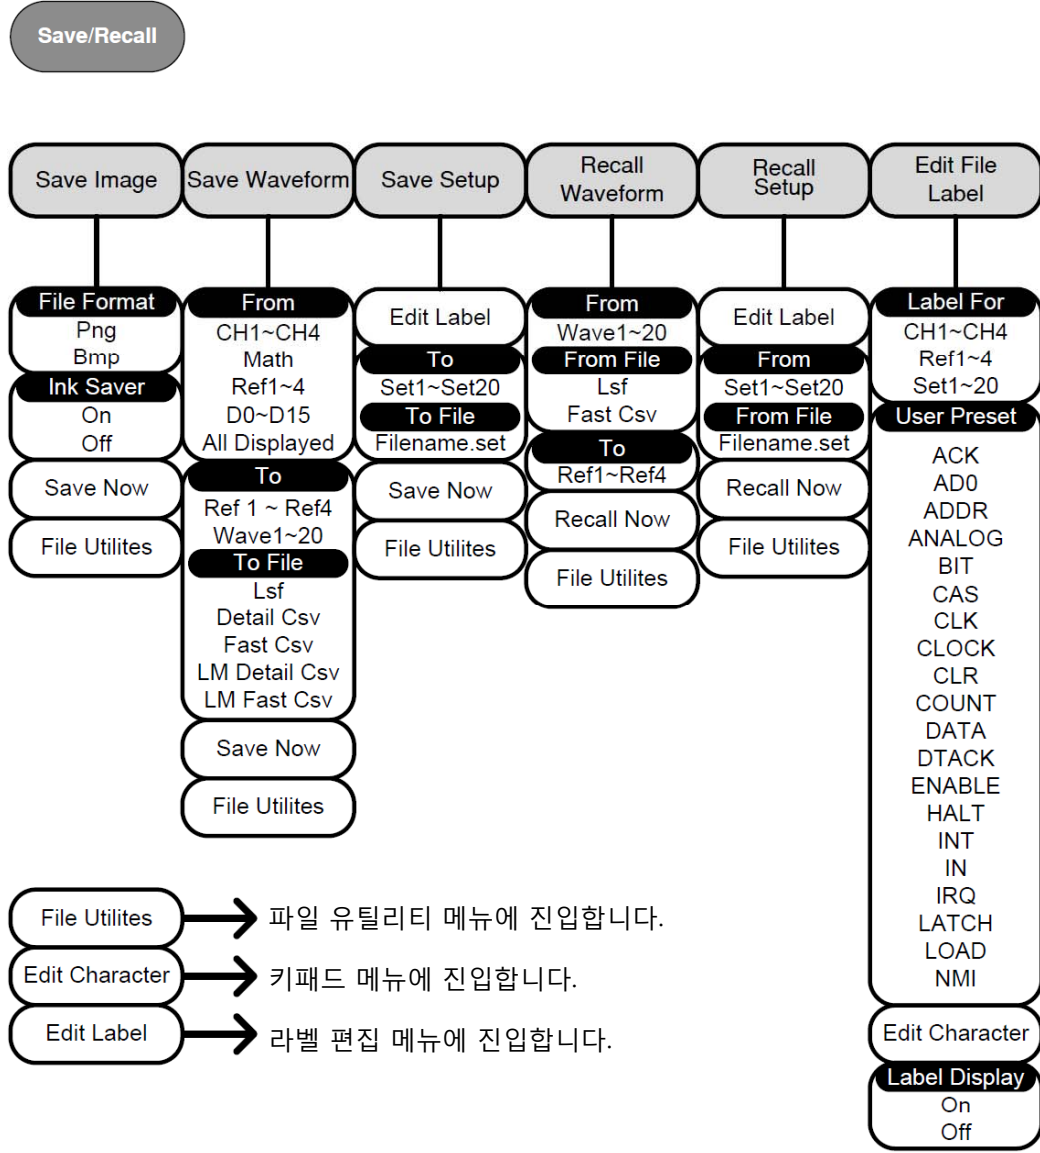 Save/Recall
Save Image
File Format
Png
Bmp
Ink Saver
On
Off
Save Now
File Utilites
Save Waveform
From
CH1~CH4
Math
Ref1~4
D0~D15
All Displayed
To
Ref 1 ~ Ref4
Wave1~20
To File
Lsf
Detail Csv
Fast Csv
LM Detail Csv
LM Fast Csv
Save Now
File Utilites
Save Setup
Edit Label
To
Set1~Set20
To File
Filename.set
Save Now
File Utilites
Recall
Waveform
From
Wave1~20
From File
Lsf
Fast Csv
To
Ref1~Ref4
Recall Now
File Utilites
Recall
Setup
Edit Label
From
Set1~Set20
From File
Filename.set
Recall Now
File Utilites
Edit File
Label
Label For
CH1~CH4
Ref1~4
Set1~20
User Preset
ACK
AD0
ADDR
ANALOG
BIT
CAS
CLK
CLOCK
CLR
COUNT
DATA
DTACK
ENABLE
HALT
INT
IN
IRQ
LATCH
LOAD
NMI
Edit Character
Label Display
On
Off
File Utilites 파일 유틸리티 메뉴에 진입합니다.
Edit Character 키패드 메뉴에 진입합니다.
Edit Label 라벨 편집 메뉴에 진입합니다.